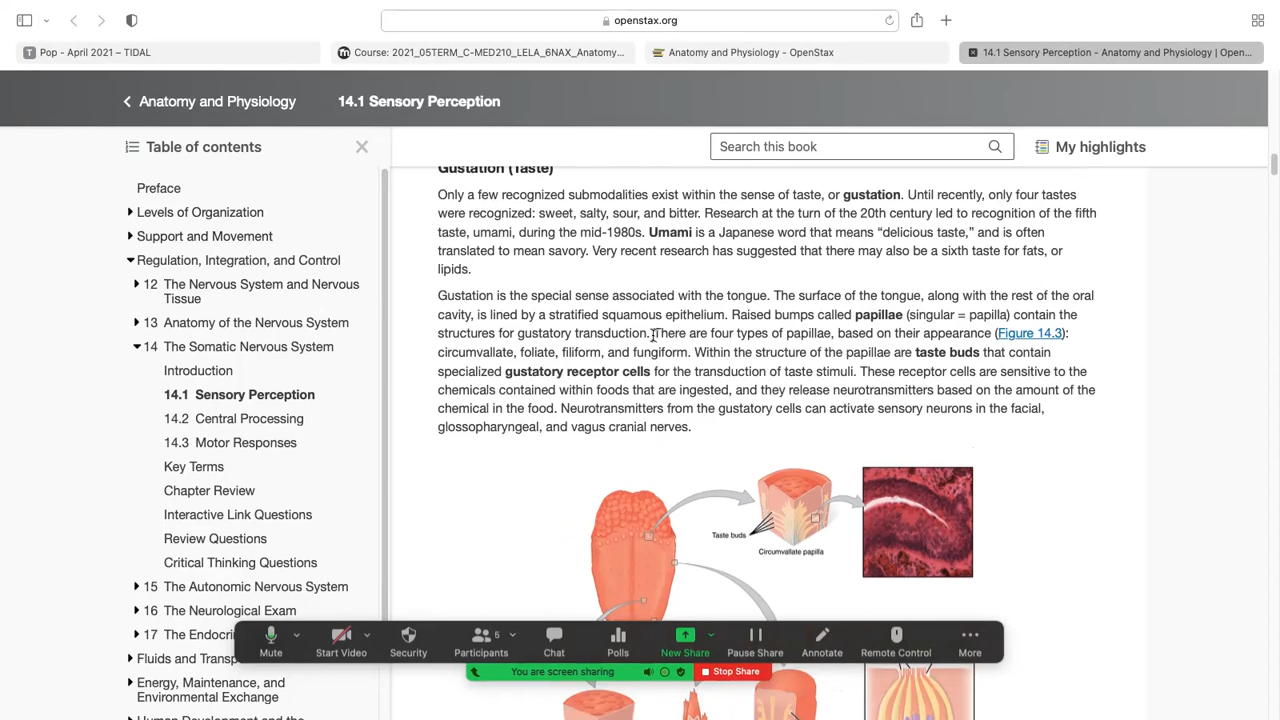 openstax.org
Pop - April 2021 – TIDAL
Course: 2021_05TERM_C-MED210_LELA_6NAX_Anatomy...
Anatomy and Physiology - OpenStax
14.1 Sensory Perception - Anatomy and Physiology | Open...
Anatomy and Physiology
14.1 Sensory Perception
Table of contents
Search this book
My highlights
Preface
Levels of Organization
Support and Movement
Regulation, Integration, and Control
12 The Nervous System and Nervous
Tissue
13 Anatomy of the Nervous System
14 The Somatic Nervous System
Introduction
14.1 Sensory Perception
14.2 Central Processing
14.3 Motor Responses
Key Terms
Chapter Review
Interactive Link Questions
Review Questions
Critical Thinking Questions
15 The Autonomic Nervous System
16 The Neurological Exam
17 The Endocri
Fluids and Transp
Energy, Maintenance, and
Environmental Exchange
Human Development and the
Gustation (Taste)
Only a few recognized submodalities exist within the sense of taste, or gustation. Until recently, only four tastes
were recognized: sweet, salty, sour, and bitter. Research at the turn of the 20th century led to recognition of the fifth
taste, umami, during the mid-1980s. Umami is a Japanese word that means “delicious taste,” and is often
translated to mean savory. Very recent research has suggested that there may also be a sixth taste for fats, or
lipids.
Gustation is the special sense associated with the tongue. The surface of the tongue, along with the rest of the oral
cavity, is lined by a stratified squamous epithelium. Raised bumps called papillae (singular = papilla) contain the
structures for gustatory transduction. There are four types of papillae, based on their appearance (Figure 14.3):
circumvallate, foliate, filiform, and fungiform. Within the structure of the papillae are taste buds that contain
specialized gustatory receptor cells for the transduction of taste stimuli. These receptor cells are sensitive to the
chemicals contained within foods that are ingested, and they release neurotransmitters based on the amount of the
chemical in the food. Neurotransmitters from the gustatory cells can activate sensory neurons in the facial,
glossopharyngeal, and vagus cranial nerves.
Taste buds
Circumvallate papilla
5
Mute
Start Video
Security
Participants
Chat
Polls
New Share
Pause Share
Annotate
Remote Control
More
You are screen sharing
Stop Share